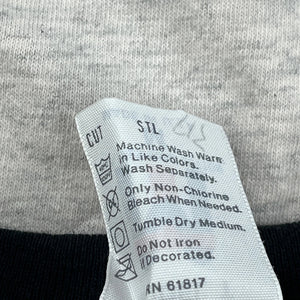 CUT STL
Machine Wash Warm
in Like Colors.
Wash Separately.
Only Non-Chlorine
Bleach When Needed.
Tumble Dry Medium.
Do Not Iron
if Decorated.
RN 61817